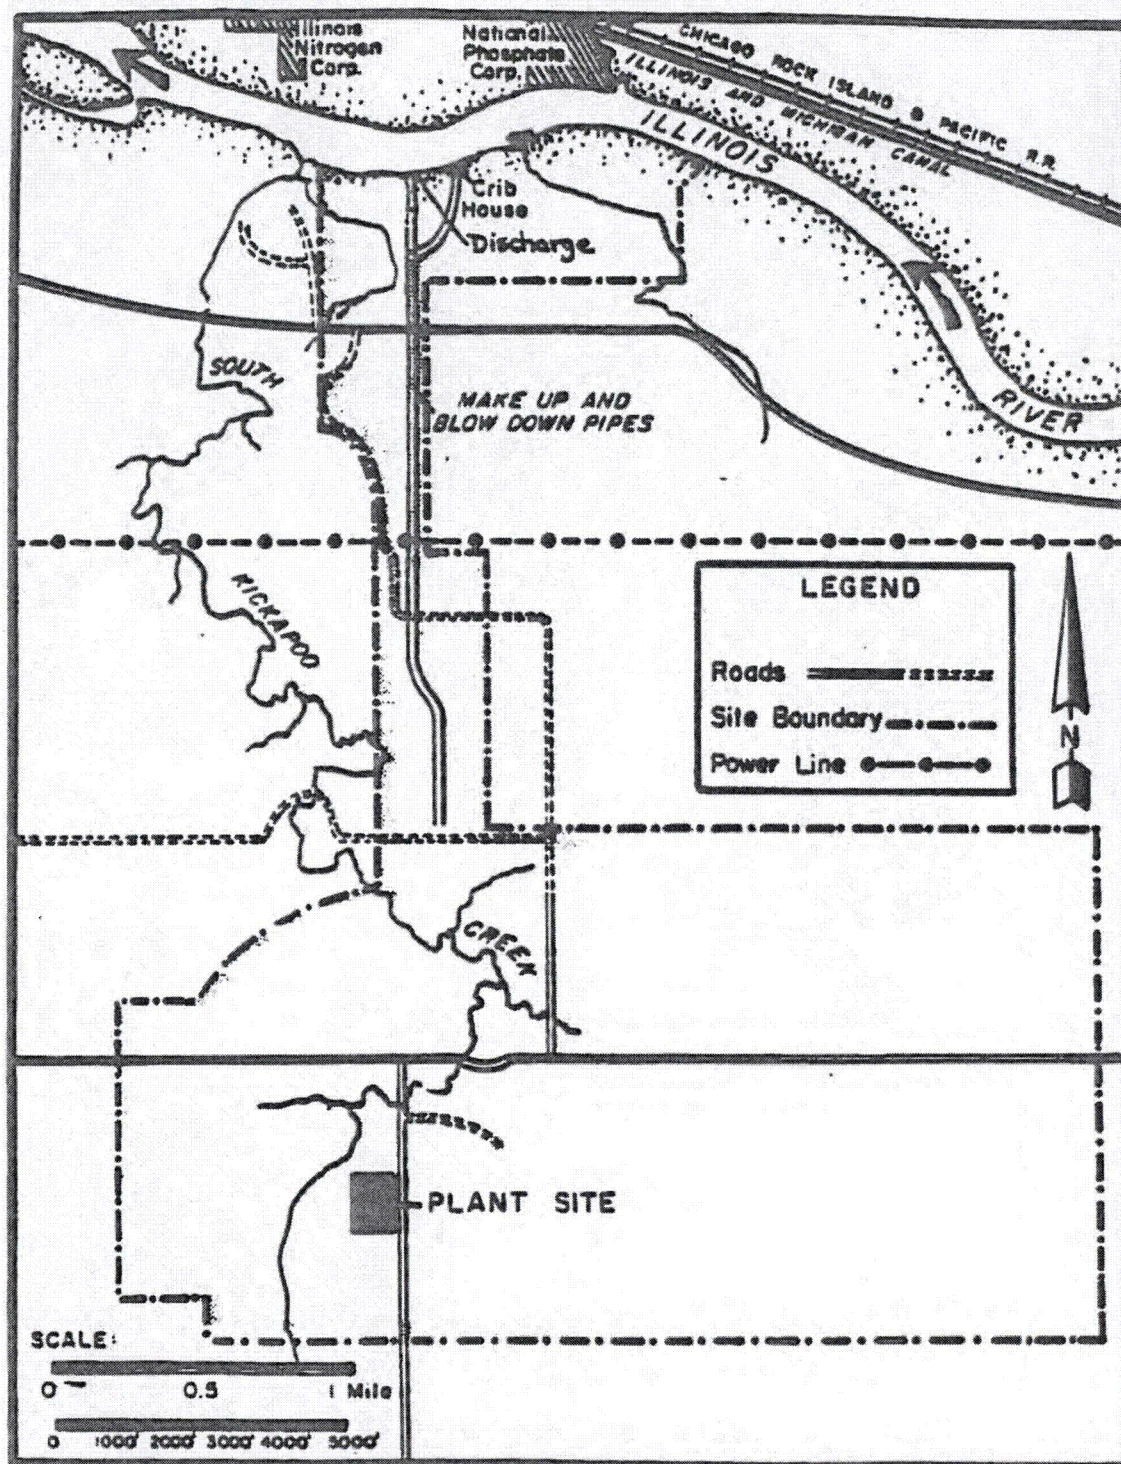 Illinois
Nitrogen
Corp.
National
Phosphate
Corp.
CHICAGO ROCK ISLAND & PACIFIC R.R.
ILLINOIS AND MICHIGAN CANAL
ILLINOIS
RIVER
Crib
House
Discharge
SOUTH
MAKE UP AND
BLOW DOWN PIPES
KICKAPOO
LEGEND
Roads
Site Boundary
Power Line
N
CREEK
PLANT SITE
SCALE:
0 0.5 1 Mile
0 1000' 2000' 3000' 4000' 5000'